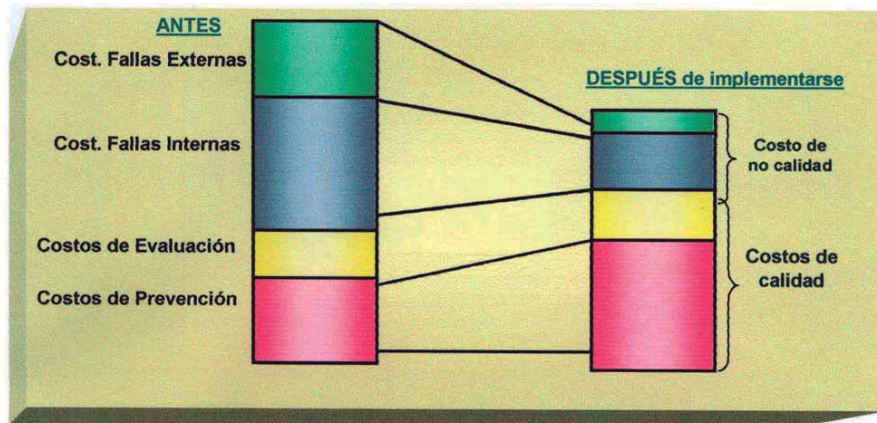 ANTES
Cost. Fallas Externas
Cost. Fallas Internas
Costos de Evaluación
Costos de Prevención
DESPUÉS de implementarse
Costo de
no calidad
Costos de
calidad